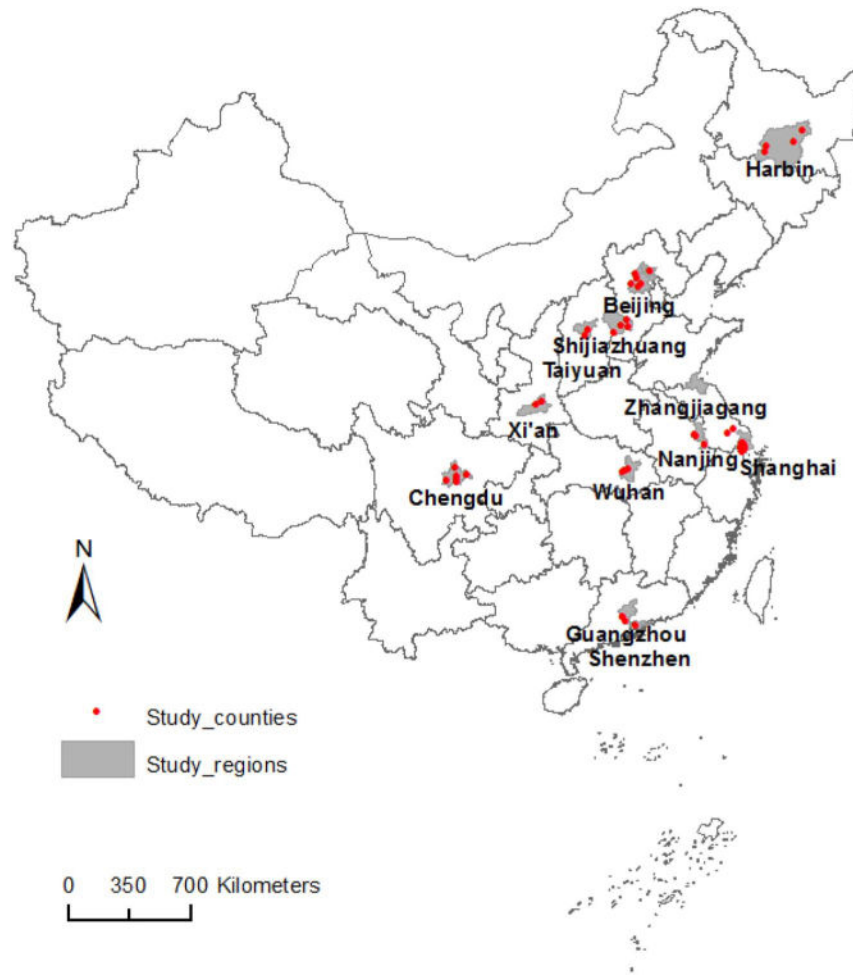 Harbin
Beijing
Shijiazhuang
Taiyuan
Zhangjiagang
Xi'an
Nanjing
Shanghai
Chengdu
Wuhan
N
Guangzhou
Shenzhen
Study_counties
Study_regions
0 350 700 Kilometers